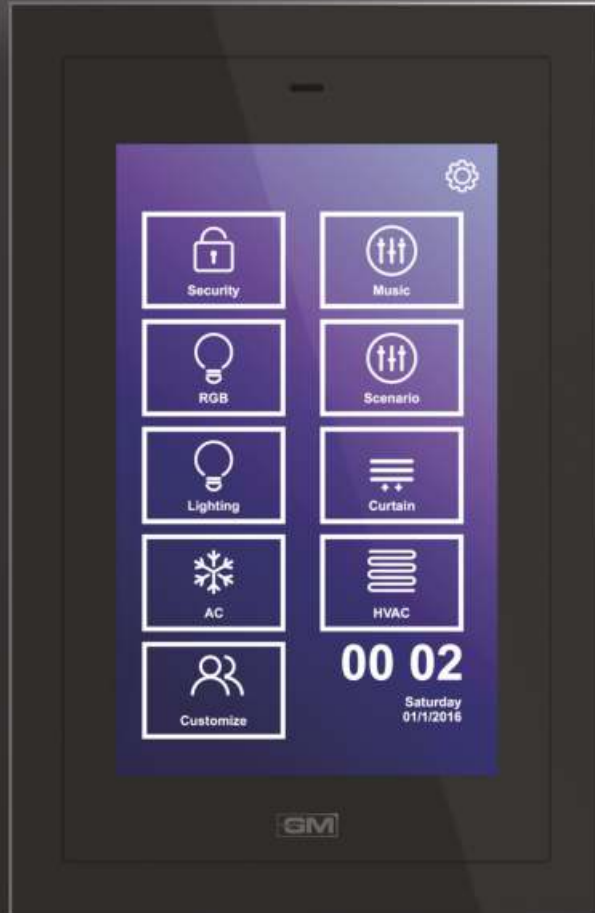 Security
Music
RGB
Scenario
Lighting
Curtain
AC
HVAC
Customize
00 02
Saturday
01/1/2016
GM